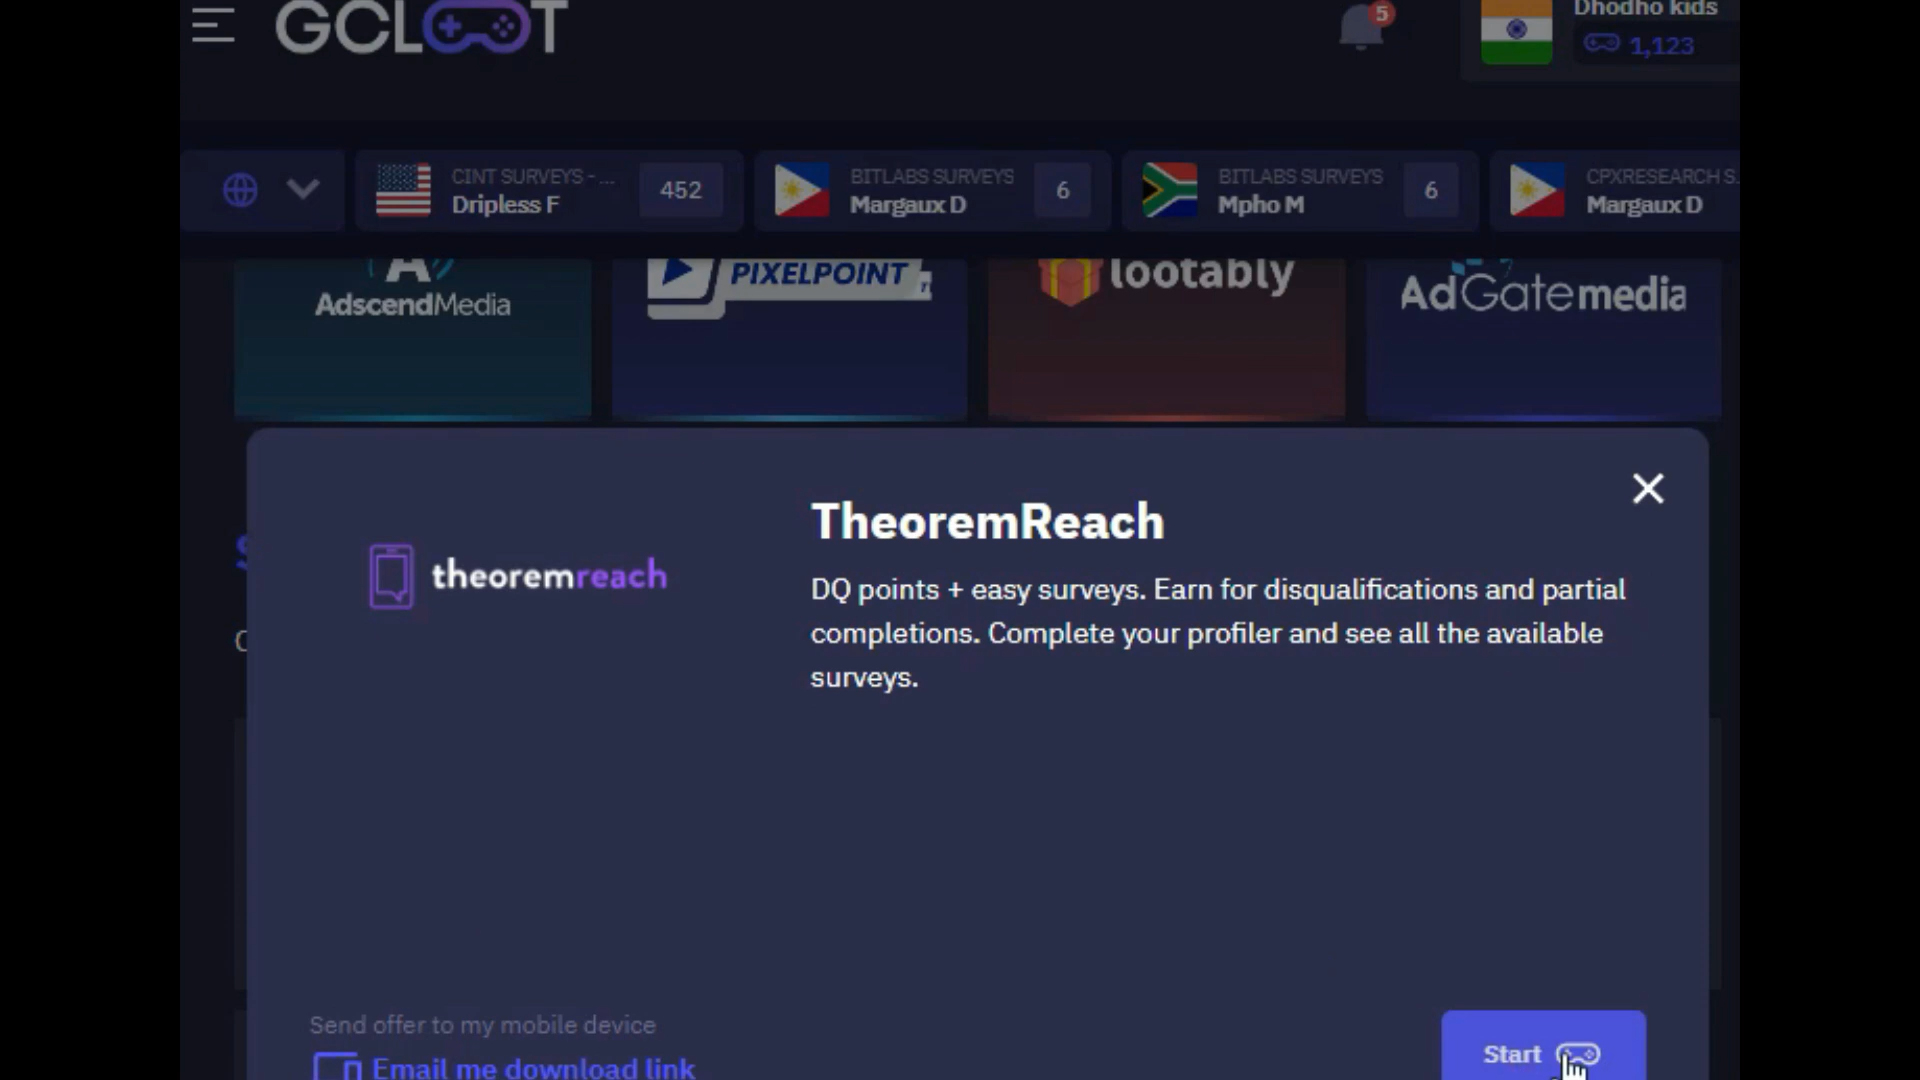 GCLOOT
5
Dhodho kids
1,123
CINT SURVEYS - ...
Dripless F
452
BITLABS SURVEYS
Margaux D
6
BITLABS SURVEYS
Mpho M
6
CPXRESEARCH S
Margaux D
AdscendMedia
PIXELPOINT
lootably
AdGatemedia
TheoremReach
theoremreach
DQ points + easy surveys. Earn for disqualifications and partial
completions. Complete your profiler and see all the available
surveys.
Send offer to my mobile device
Email me download link
Start